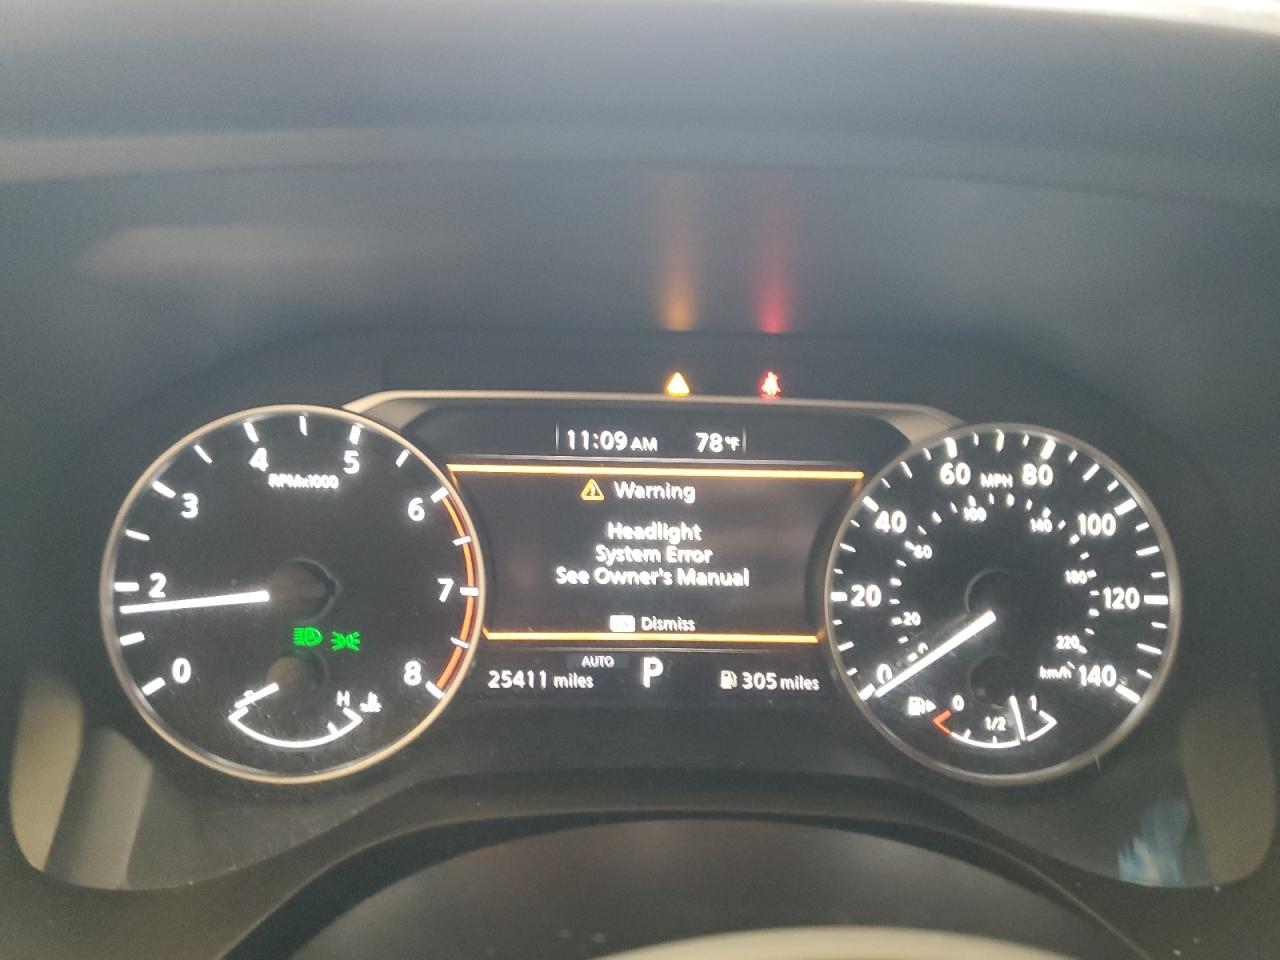 11:09 AM 78°F
Warning
Headlight
System Error
See Owner's Manual
Dismiss
AUTO
25411 miles P 305 miles
0 2 3 4 5 6 7 8
RPMx1000
H
0 20 40 60 80 100 120 140
MPH
0 20 60 100 140 180 220
km/h
0 1/2 1